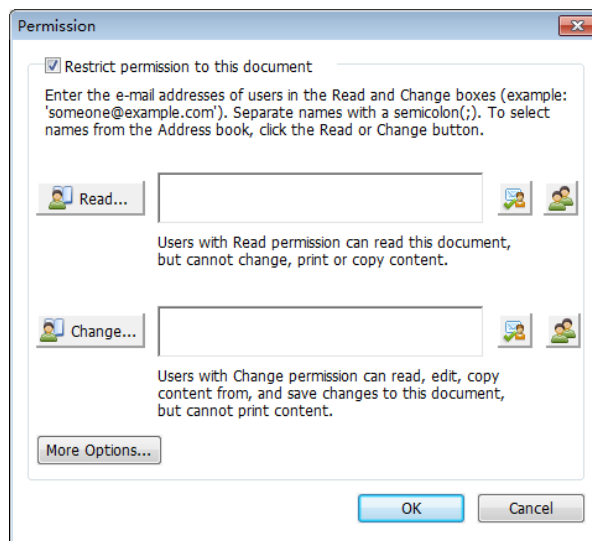 Permission
Restrict permission to this document
Enter the e-mail addresses of users in the Read and Change boxes (example:
'someone@example.com'). Separate names with a semicolon(;). To select
names from the Address book, click the Read or Change button.
Read...
Users with Read permission can read this document,
but cannot change, print or copy content.
Change...
Users with Change permission can read, edit, copy
content from, and save changes to this document,
but cannot print content.
More Options...
OK Cancel